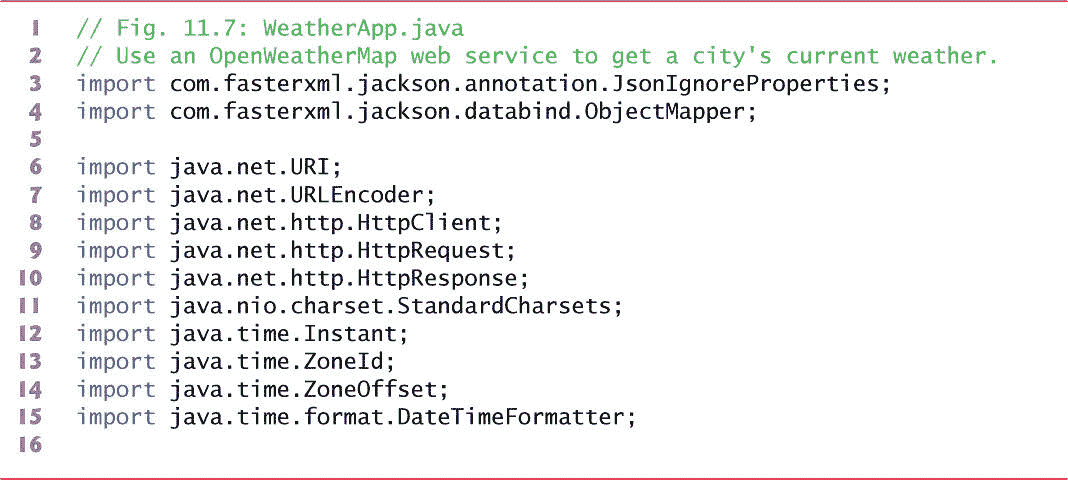 1 // Fig. 11.7: WeatherApp.java
2 // Use an OpenWeatherMap web service to get a city's current weather.
3 import com.fasterxml.jackson.annotation.JsonIgnoreProperties;
4 import com.fasterxml.jackson.databind.ObjectMapper;
5
6 import java.net.URI;
7 import java.net.URLEncoder;
8 import java.net.http.HttpClient;
9 import java.net.http.HttpRequest;
10 import java.net.http.HttpResponse;
11 import java.nio.charset.StandardCharsets;
12 import java.time.Instant;
13 import java.time.ZoneId;
14 import java.time.ZoneOffset;
15 import java.time.format.DateTimeFormatter;
16